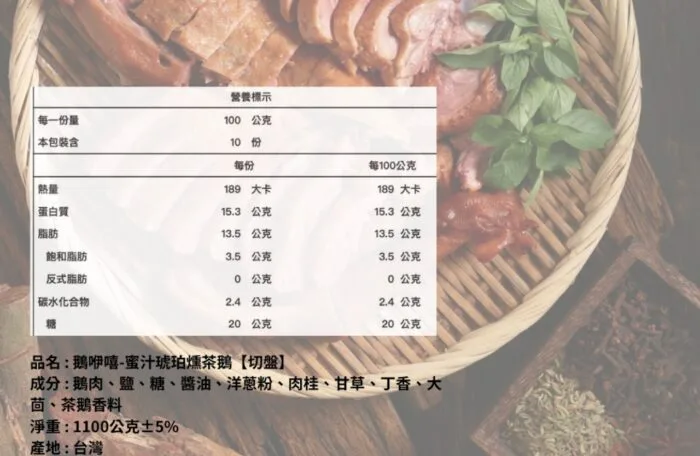 營養標示
每一份量 100 公克
本包裝含 10 份
每份 每100公克
熱量 189 大卡 189 大卡
蛋白質 15.3 公克 15.3 公克
脂肪 13.5 公克 13.5 公克
飽和脂肪 3.5 公克 3.5 公克
反式脂肪 0 公克 0 公克
碳水化合物 2.4 公克 2.4 公克
糖 20 公克 20 公克
品名 : 鵝咿嘻-蜜汁琥珀燻茶鵝【切盤】
成分 : 鵝肉、鹽、糖、醬油、洋蔥粉、肉桂、甘草、丁香、大
茴、茶鵝香料
淨重 : 1100公克±5%
產地 : 台灣